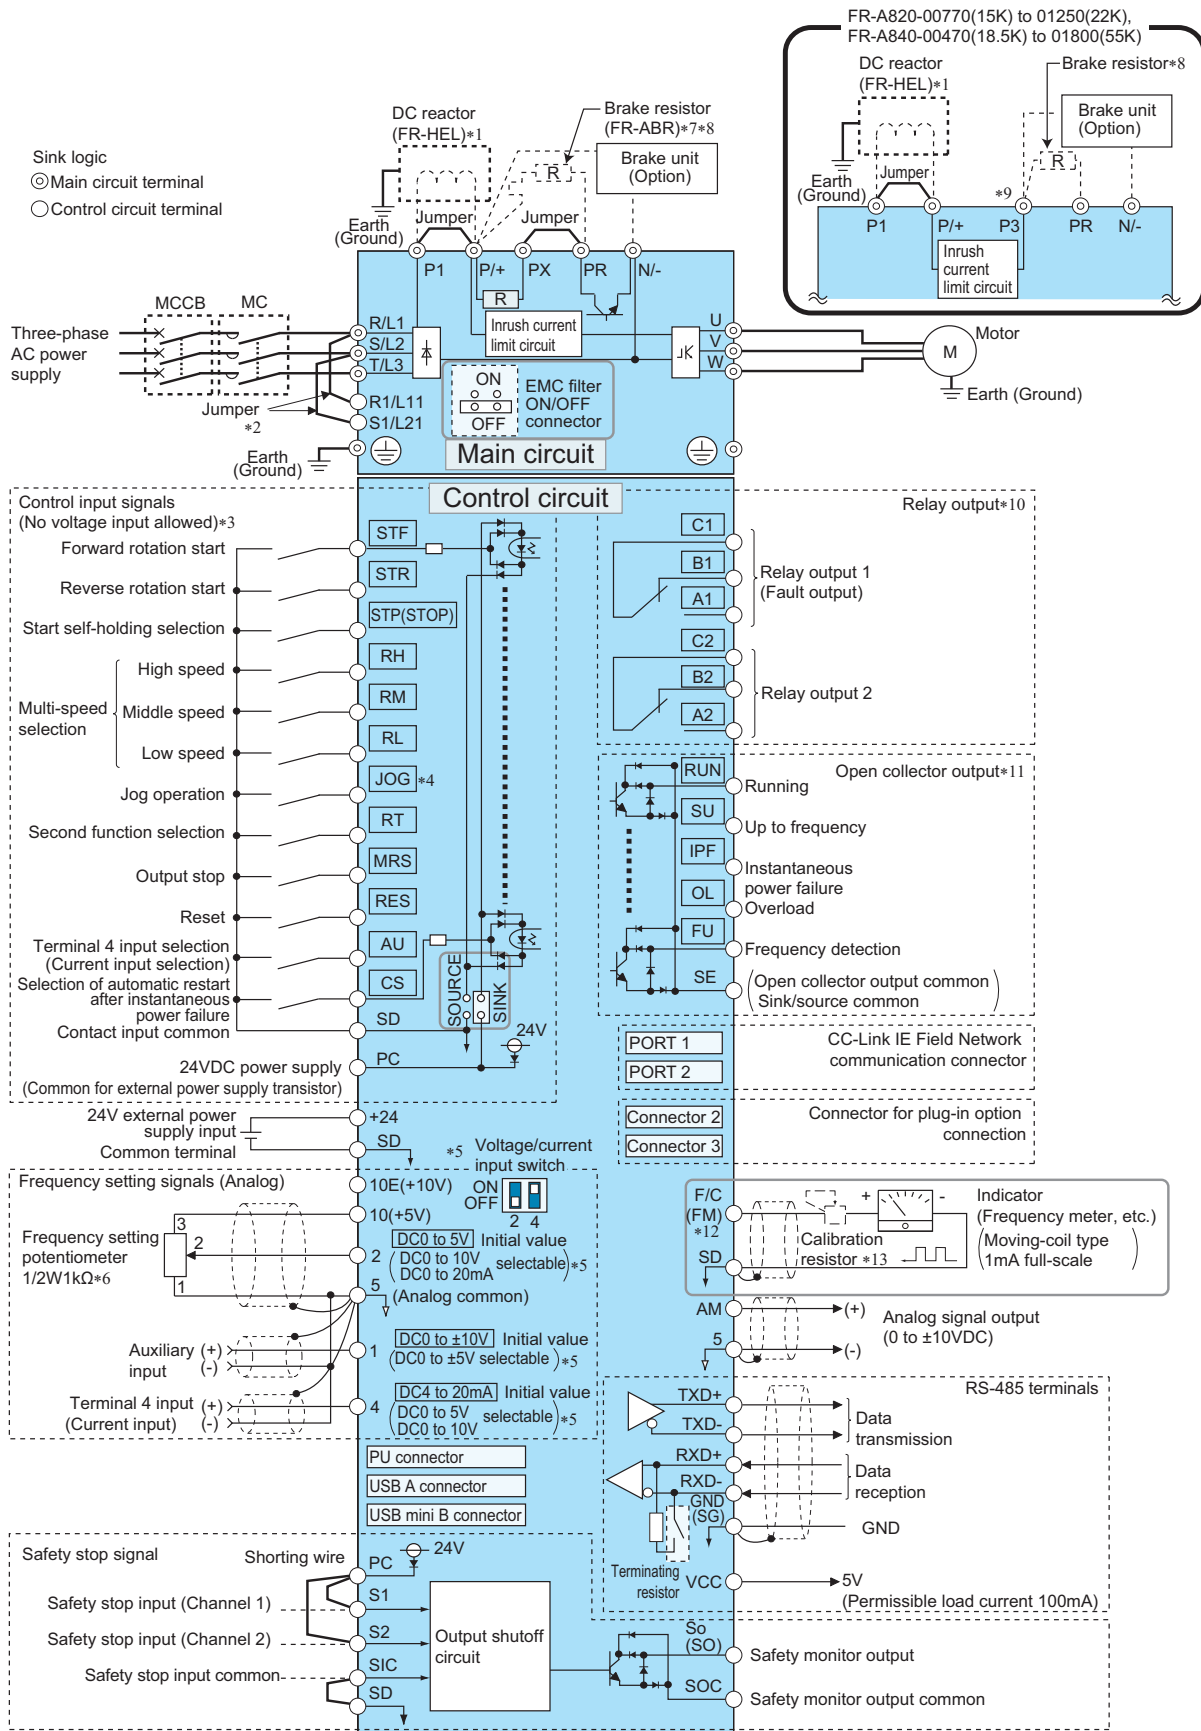 FR-A820-00770(15K) to 01250(22K),
FR-A840-00470(18.5K) to 01800(55K)
DC reactor
(FR-HEL)*1
Brake resistor*8
Brake unit
(Option)
R
Earth
(Ground)
Jumper
*9
P1
P/+
P3
PR
N/-
Inrush
current
limit circuit
Sink logic
Main circuit terminal
Control circuit terminal
DC reactor
(FR-HEL)*1
Brake resistor
(FR-ABR)*7*8
Brake unit
(Option)
R
Earth
(Ground)
Jumper
Jumper
P1
P/+
PX
PR
N/-
R
Inrush current
limit circuit
MCCB
MC
Three-phase
AC power
supply
R/L1
S/L2
T/L3
R1/L11
S1/L21
Jumper
*2
Earth
(Ground)
ON
OFF
EMC filter
ON/OFF
connector
U
V
W
Motor
M
Earth (Ground)
Main circuit
Control circuit
Control input signals
(No voltage input allowed)*3
Forward rotation start
STF
Reverse rotation start
STR
Start self-holding selection
STP(STOP)
Multi-speed
selection
High speed
RH
Middle speed
RM
Low speed
RL
Jog operation
JOG *4
Second function selection
RT
Output stop
MRS
Reset
RES
Terminal 4 input selection
(Current input selection)
AU
Selection of automatic restart
after instantaneous
power failure
CS
Contact input common
SD
SOURCE
SINK
24V
24VDC power supply
(Common for external power supply transistor)
PC
24V external power
supply input
+24
Common terminal
SD
Relay output*10
C1
B1
A1
Relay output 1
(Fault output)
C2
B2
A2
Relay output 2
Open collector output*11
RUN
Running
SU
Up to frequency
IPF
Instantaneous
power failure
OL
Overload
FU
Frequency detection
SE
Open collector output common
Sink/source common
PORT 1
PORT 2
CC-Link IE Field Network
communication connector
Connector 2
Connector 3
Connector for plug-in option
connection
*5
Voltage/current
input switch
ON
OFF
2 4
Frequency setting signals (Analog)
10E(+10V)
10(+5V)
Frequency setting
potentiometer
1/2W1kΩ*6
3
2
1
2
DC0 to 5V Initial value
(DC0 to 10V
DC0 to 20mA selectable)*5
5
(Analog common)
Auxiliary
input
(+)
(-)
1
DC0 to ±10V Initial value
(DC0 to ±5V selectable)*5
Terminal 4 input
(Current input)
(+)
(-)
4
DC4 to 20mA Initial value
(DC0 to 5V
DC0 to 10V selectable)*5
F/C
(FM)
*12
SD
+
-
Calibration
resistor *13
Indicator
(Frequency meter, etc.)
(Moving-coil type
1mA full-scale)
AM
(+)
5
(-)
Analog signal output
(0 to ±10VDC)
RS-485 terminals
TXD+
TXD-
Data
transmission
RXD+
RXD-
Data
reception
GND
(SG)
GND
Terminating
resistor
VCC
5V
(Permissible load current 100mA)
PU connector
USB A connector
USB mini B connector
Safety stop signal
Shorting wire
PC
24V
Safety stop input (Channel 1)
S1
Safety stop input (Channel 2)
S2
Safety stop input common
SIC
SD
Output shutoff
circuit
So
(SO)
Safety monitor output
SOC
Safety monitor output common